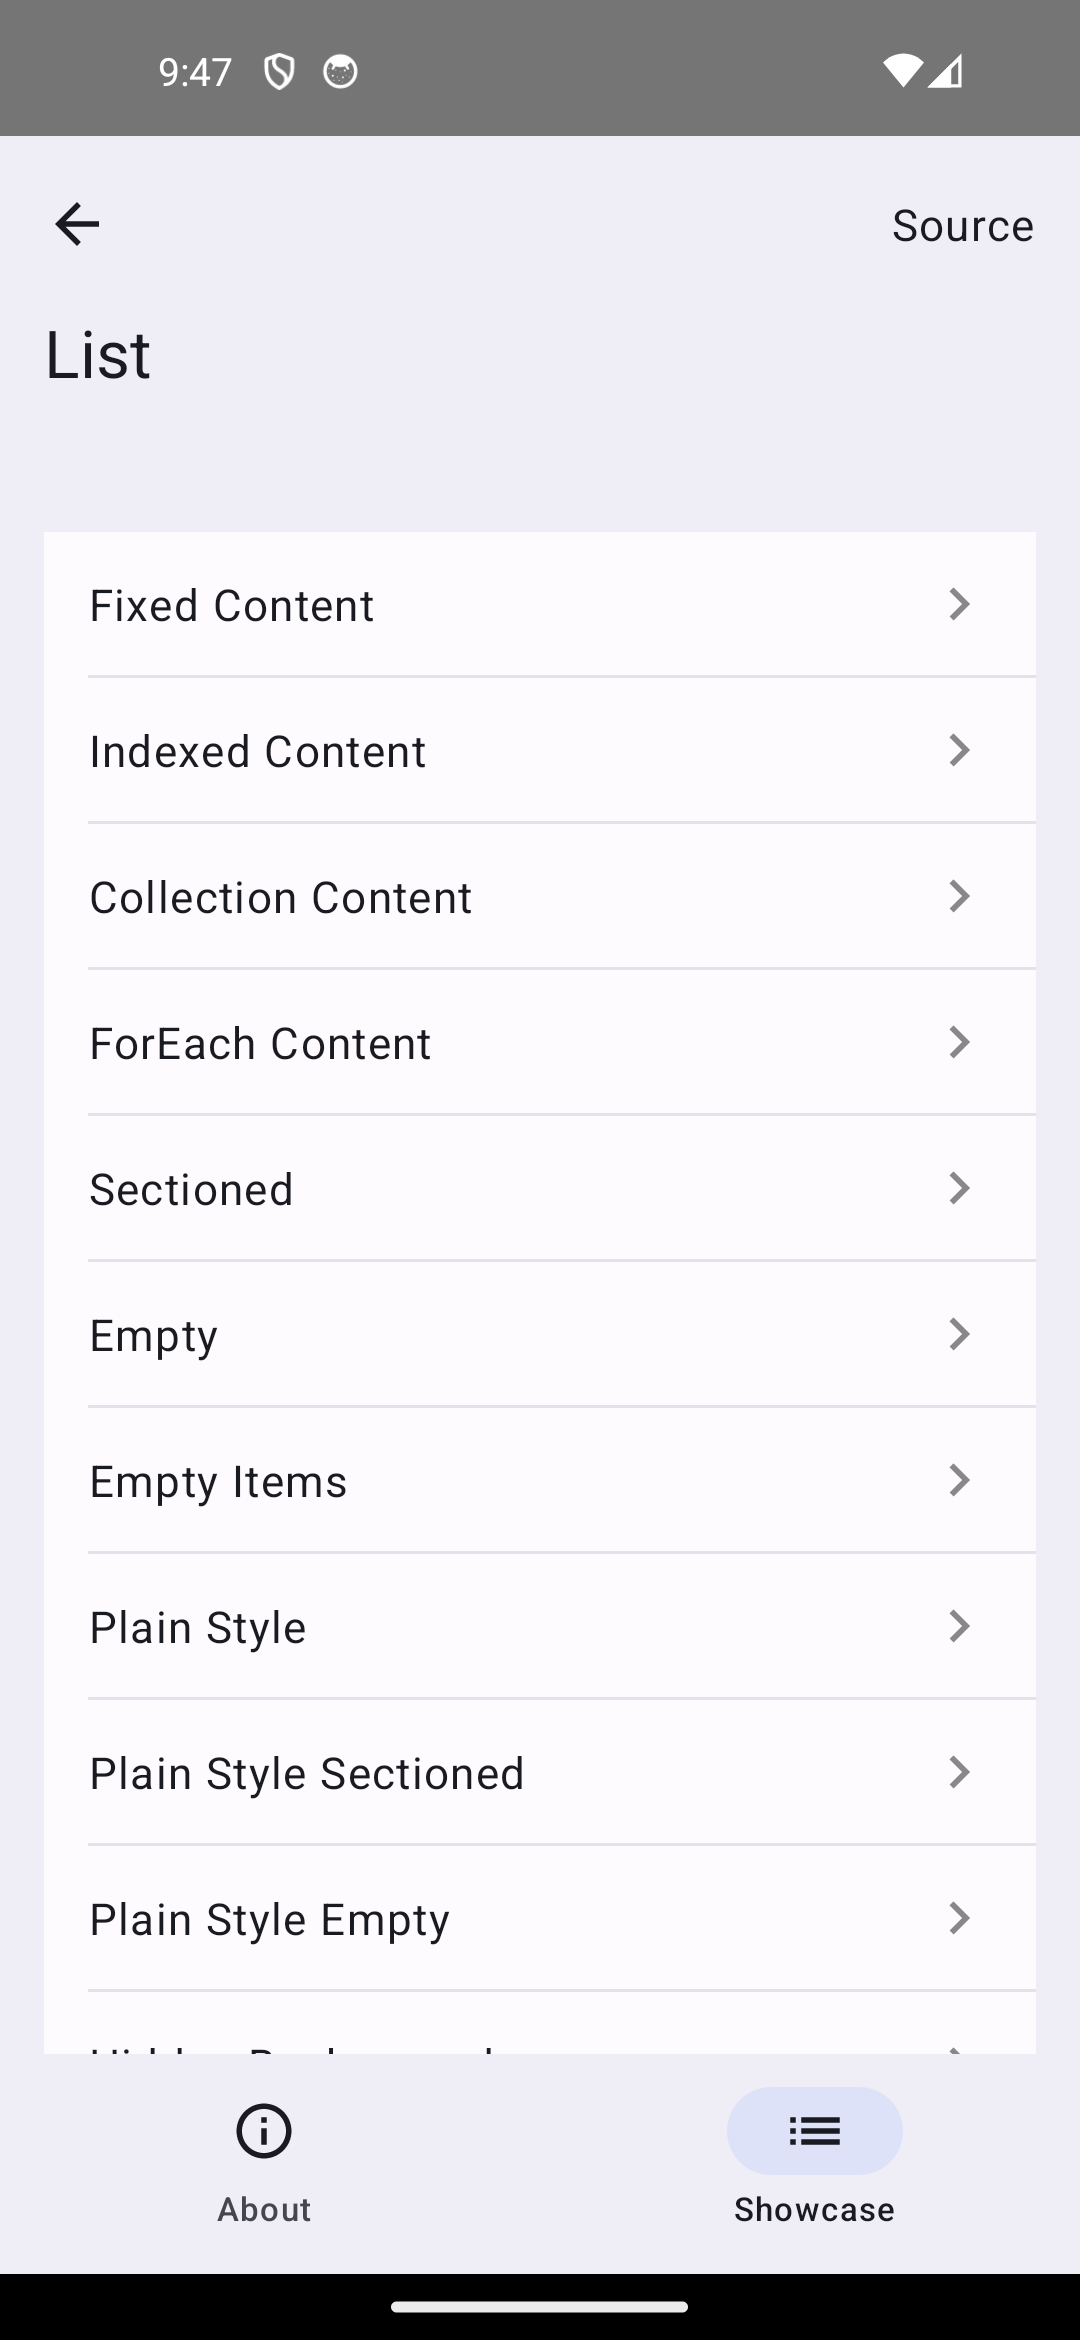 9:47
Source
List
Fixed Content
Indexed Content
Collection Content
ForEach Content
Sectioned
Empty
Empty Items
Plain Style
Plain Style Sectioned
Plain Style Empty
About
Showcase